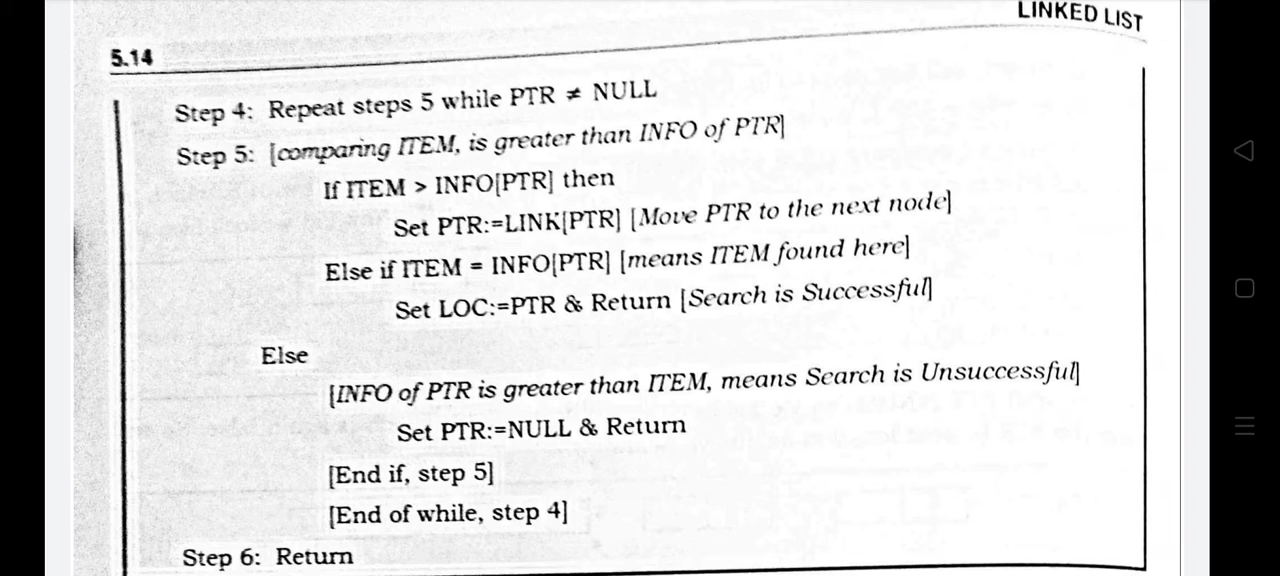 LINKED LIST
5.14
Step 4: Repeat steps 5 while PTR ≠ NULL
Step 5: [comparing ITEM, is greater than INFO of PTR]
If ITEM > INFO[PTR] then
Set PTR:=LINK[PTR] [Move PTR to the next node]
Else if ITEM = INFO[PTR] [means ITEM found here]
Set LOC:=PTR & Return [Search is Successful]
Else
[INFO of PTR is greater than ITEM, means Search is Unsuccessful]
Set PTR:=NULL & Return
[End if, step 5]
[End of while, step 4]
Step 6: Return